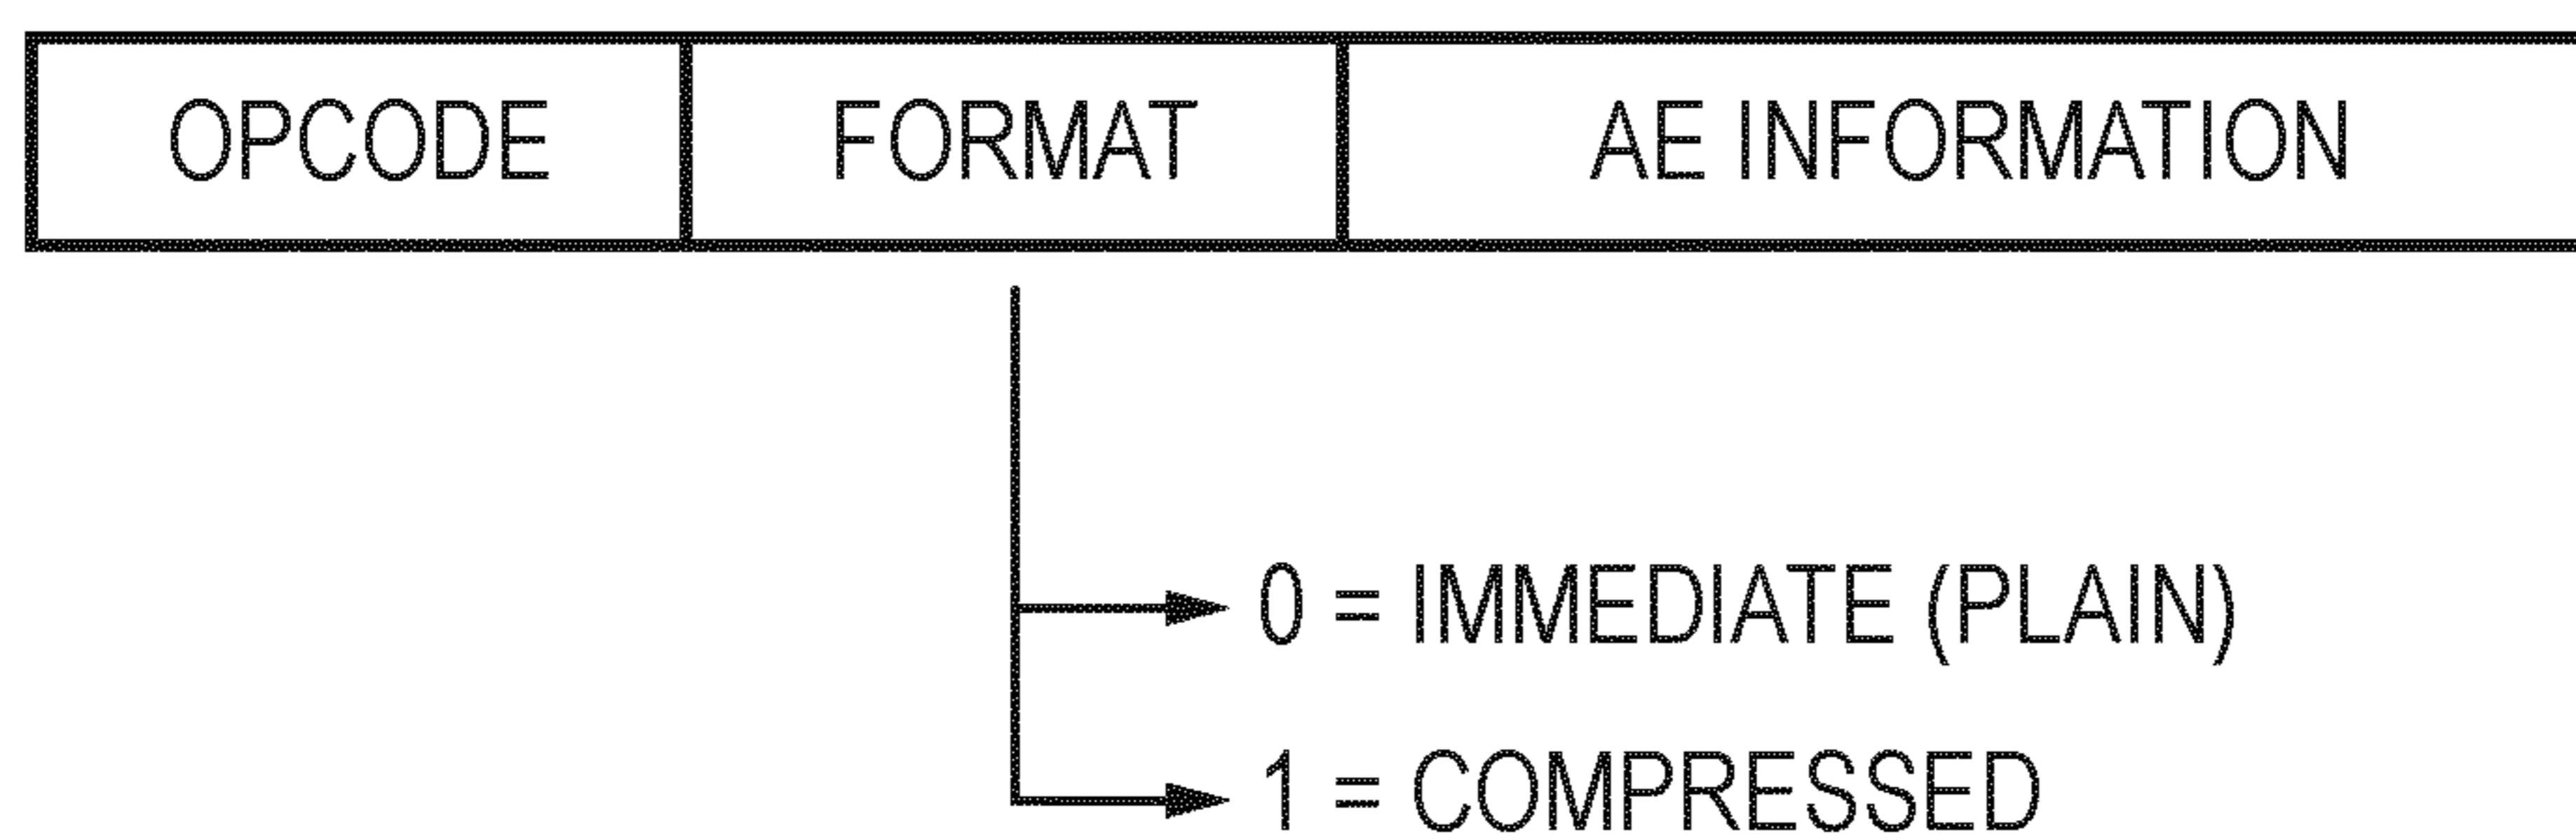 OPCODE FORMAT AE INFORMATION
0 = IMMEDIATE (PLAIN)
1 = COMPRESSED